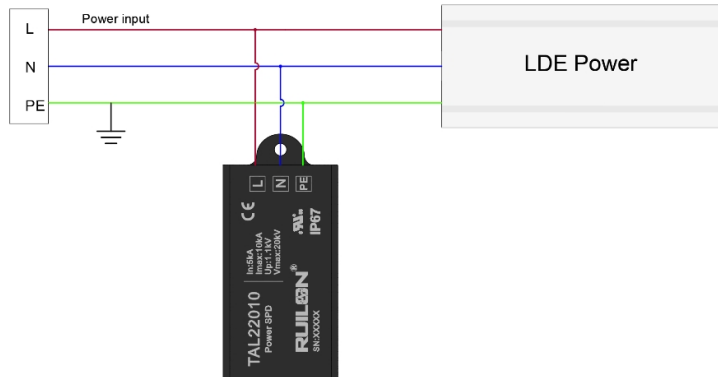 Power input
L
N
PE
LDE Power
L
N
PE
CE
IP67
In:5kA
Imax:10kA
Up:1.1kV
Vmax:20kV
TAL22010
Power SPD
RUILON®
SN:XXXXX